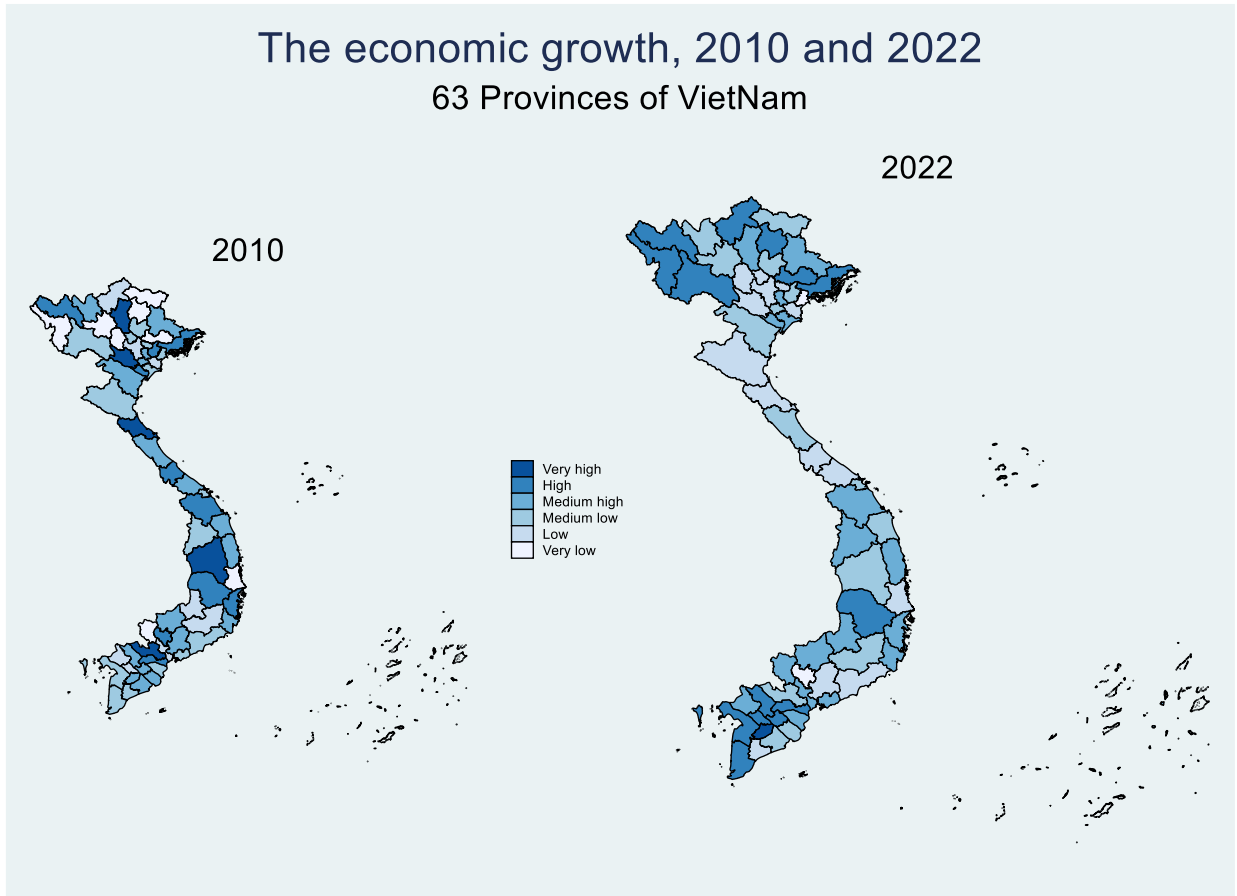 The economic growth, 2010 and 2022
63 Provinces of VietNam
2022
2010
Very high
High
Medium high
Medium low
Low
Very low